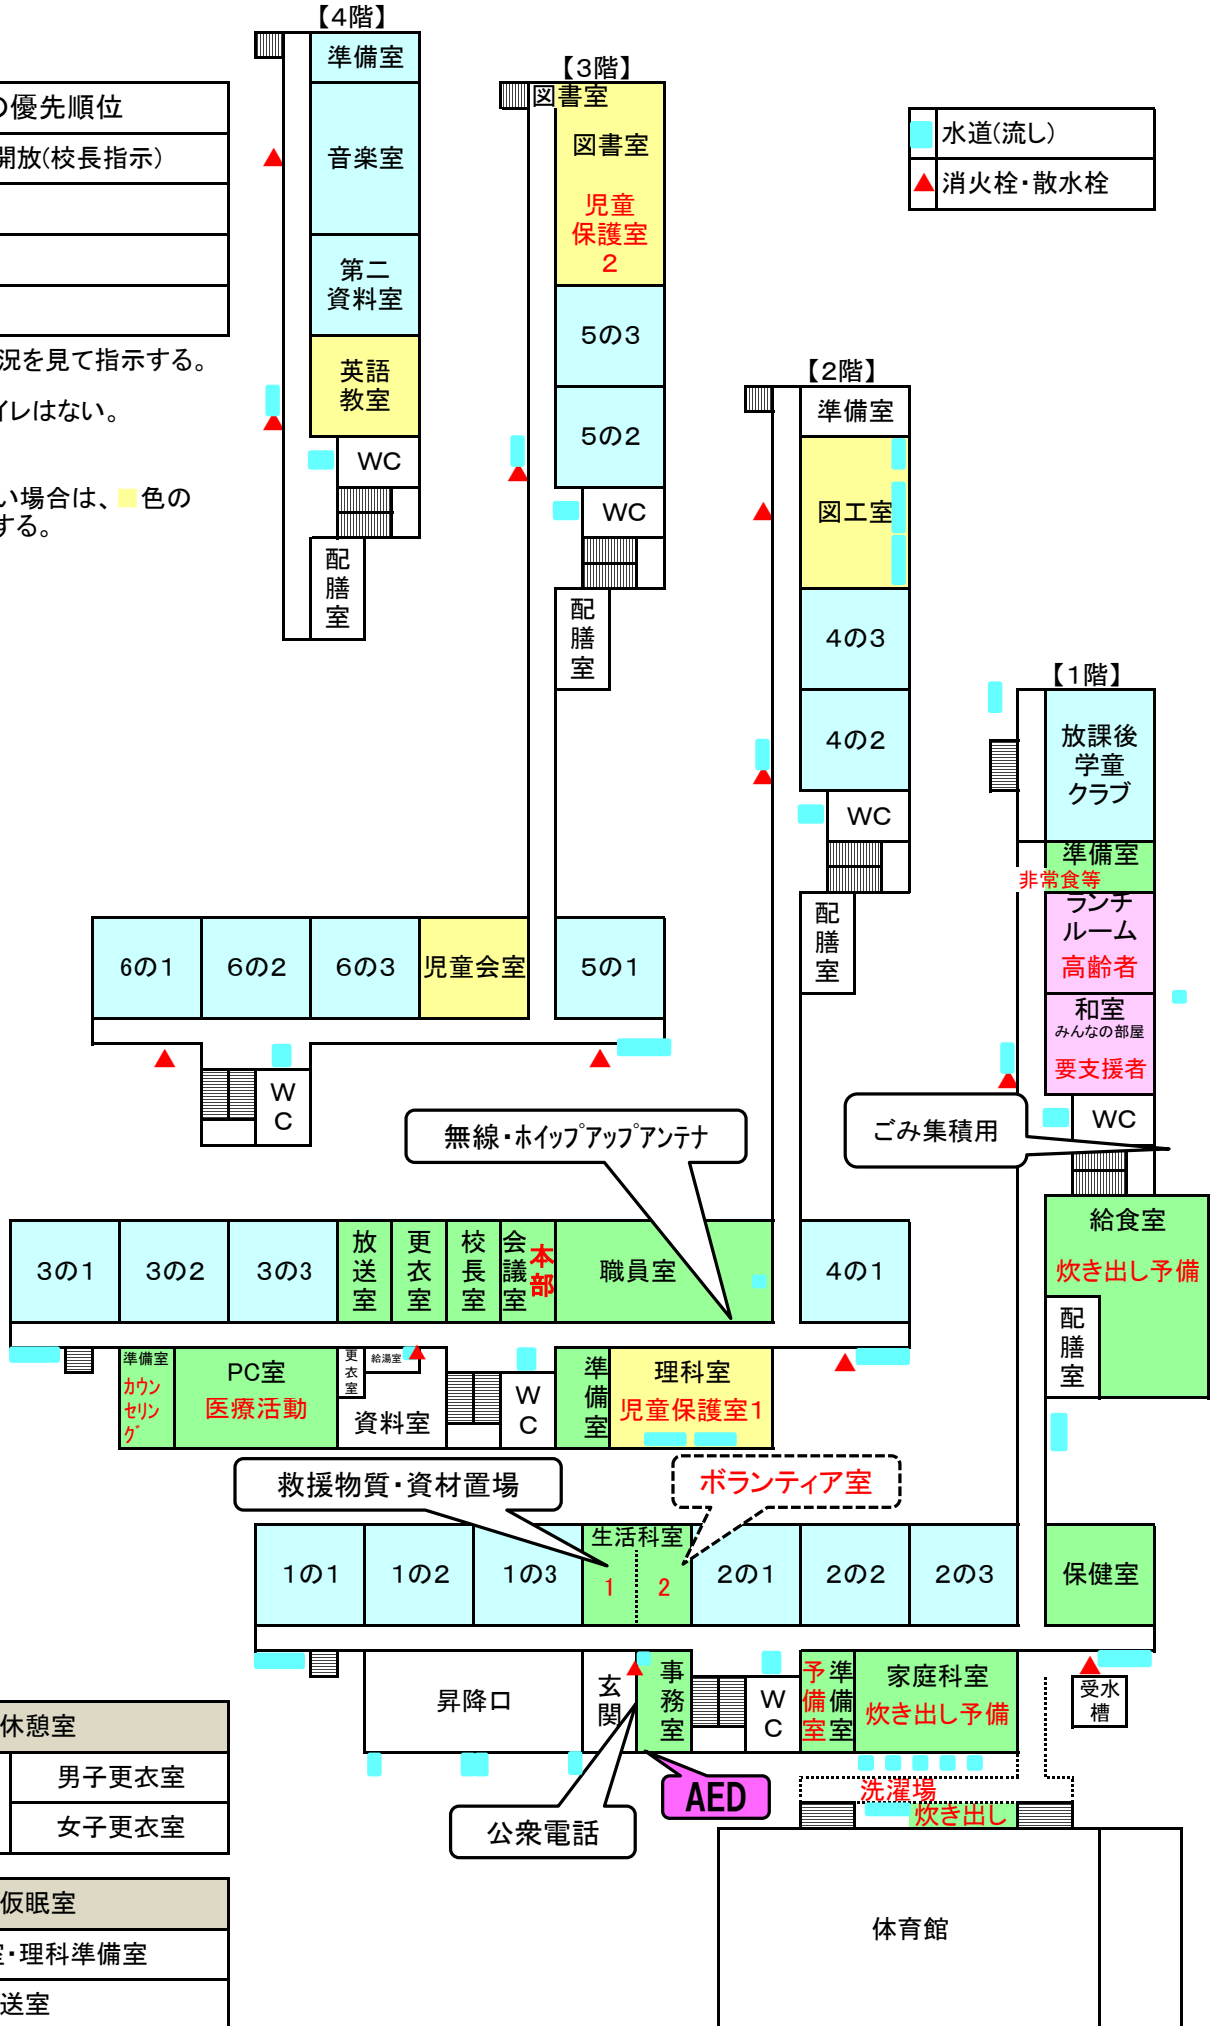 の優先順位
開放(校長指示)
況を見て指示する。
イレはない。
い場合は、 色の
する。
【4階】
準備室
音楽室
第二
資料室
英語
教室
WC
配
膳
室
【3階】
図書室
図書室
児童
保護室
2
5の3
5の2
WC
配
膳
室
6の1
6の2
6の3
児童会室
5の1
W
C
水道(流し)
消火栓・散水栓
【2階】
準備室
図工室
4の3
4の2
WC
配
膳
室
無線・ホイップアップアンテナ
3の1
3の2
3の3
放
送
室
更
衣
室
校
長
室
会
議
室
本
部
職員室
4の1
準備室
カウン
セリン
グ
PC室
医療活動
更
衣
室
給湯室
資料室
W
C
準
備
室
理科室
児童保護室1
【1階】
放課後
学童
クラブ
準備室
非常食等
ランチ
ルーム
高齢者
和室
みんなの部屋
要支援者
WC
ごみ集積用
給食室
炊き出し予備
配
膳
室
救援物質・資材置場
ボランティア室
1の1
1の2
1の3
生活科室
1
2
2の1
2の2
2の3
保健室
昇降口
玄
関
事
務
室
W
C
予
備
室
準
備
室
家庭科室
炊き出し予備
受水
槽
公衆電話
AED
洗濯場
炊き出し
体育館
休憩室
男子更衣室
女子更衣室
仮眠室
室・理科準備室
送室